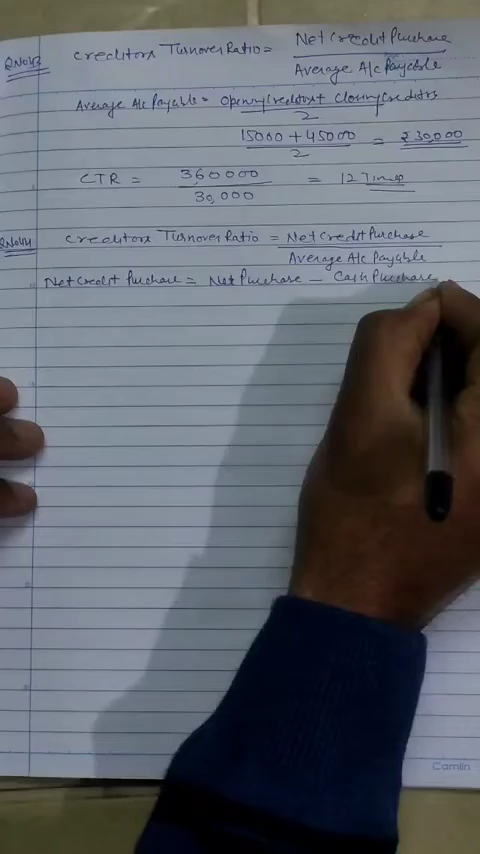 QNo43 Creditors Turnover Ratio = Net Credit Purchase
Average A/c Payable
Average A/c Payable = Opening Creditors + Closing Creditors
2
15000 + 45000 = ₹30,000
2
CTR = 360000 = 12 Times
30,000
QNo44 Creditors Turnover Ratio = Net Credit Purchase
Average A/c Payable
Net Credit Purchase = Net Purchase - Cash Purchase
Camlin